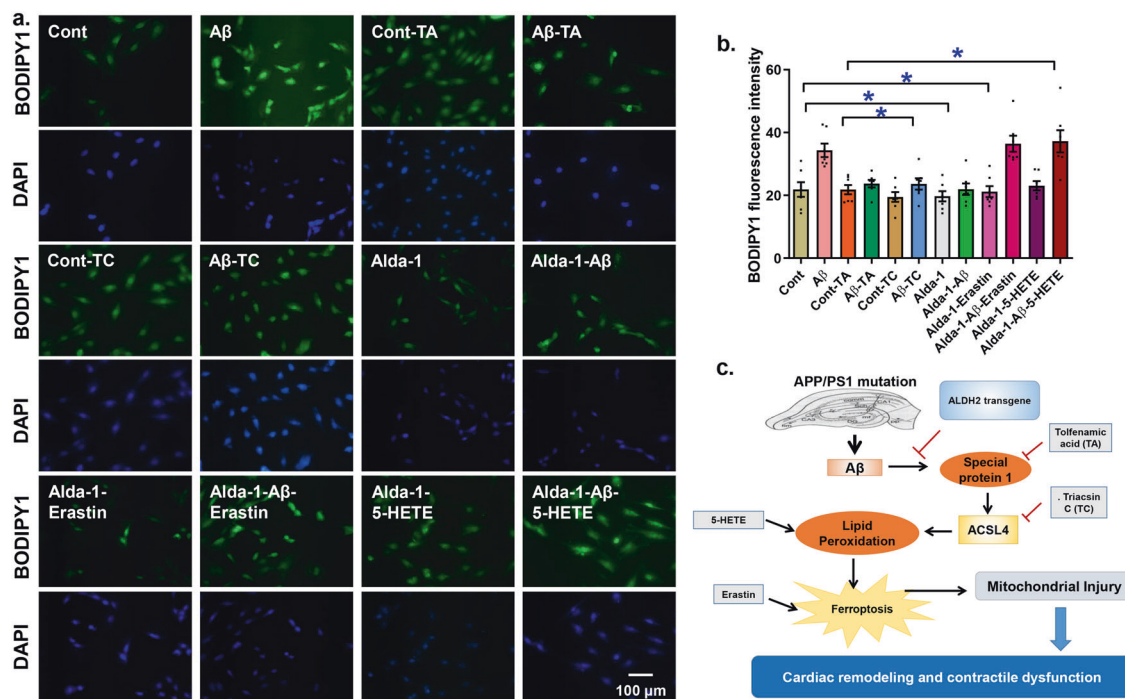 a.
BODIPY1
Cont
Aβ
Cont-TA
Aβ-TA
DAPI
BODIPY1
Cont-TC
Aβ-TC
Alda-1
Alda-1-Aβ
DAPI
BODIPY1
Alda-1-
Erastin
Alda-1-Aβ-
Erastin
Alda-1-
5-HETE
Alda-1-Aβ-
5-HETE
DAPI
100 µm
b.
BODIPY1 fluorescence intensity
80
60
40
20
0
*
*
*
*
Cont
Aβ
Cont-TA
Aβ-TA
Cont-TC
Aβ-TC
Alda-1
Alda-1-Aβ
Alda-1-Erastin
Alda-1-Aβ-Erastin
Alda-1-5-HETE
Alda-1-Aβ-5-HETE
c.
APP/PS1 mutation
ALDH2 transgene
Tolfenamic
acid (TA)
Aβ
Special
protein 1
. Triacsin
C (TC)
5-HETE
Lipid
Peroxidation
ACSL4
Erastin
Ferroptosis
Mitochondrial Injury
Cardiac remodeling and contractile dysfunction